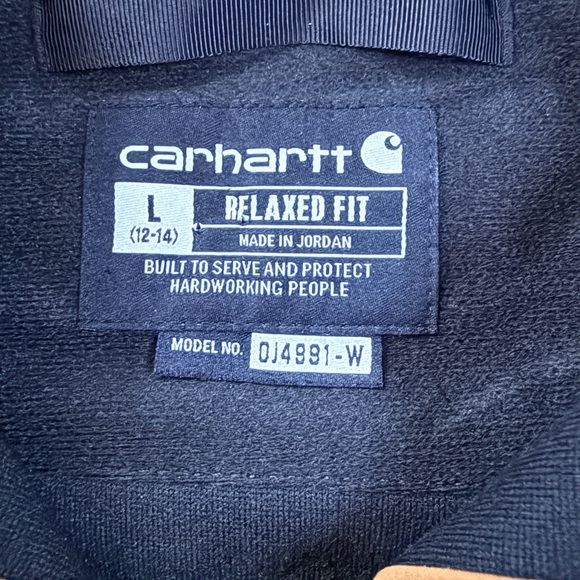 carhartt
L
(12-14)
RELAXED FIT
MADE IN JORDAN
BUILT TO SERVE AND PROTECT
HARDWORKING PEOPLE
MODEL NO. OJ4991-W